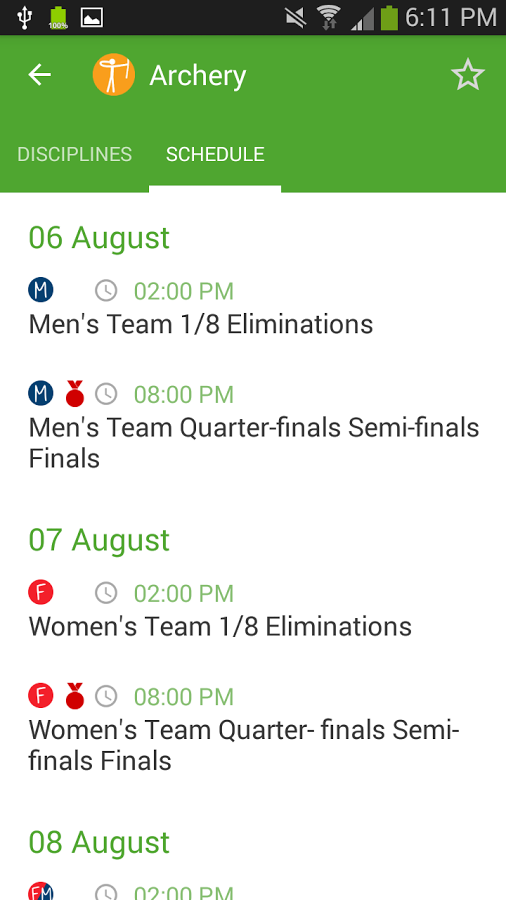 100%
6:11 PM
Archery
DISCIPLINES SCHEDULE
06 August
M 02:00 PM
Men's Team 1/8 Eliminations
M 08:00 PM
Men's Team Quarter-finals Semi-finals
Finals
07 August
F 02:00 PM
Women's Team 1/8 Eliminations
F 08:00 PM
Women's Team Quarter- finals Semi-
finals Finals
08 August
FM 02:00 PM